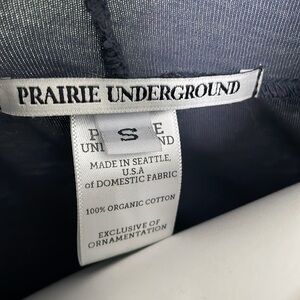 PRAIRIE UNDERGROUND
S
MADE IN SEATTLE,
U.S.A
of DOMESTIC FABRIC
100% ORGANIC COTTON
EXCLUSIVE OF
ORNAMENTATION